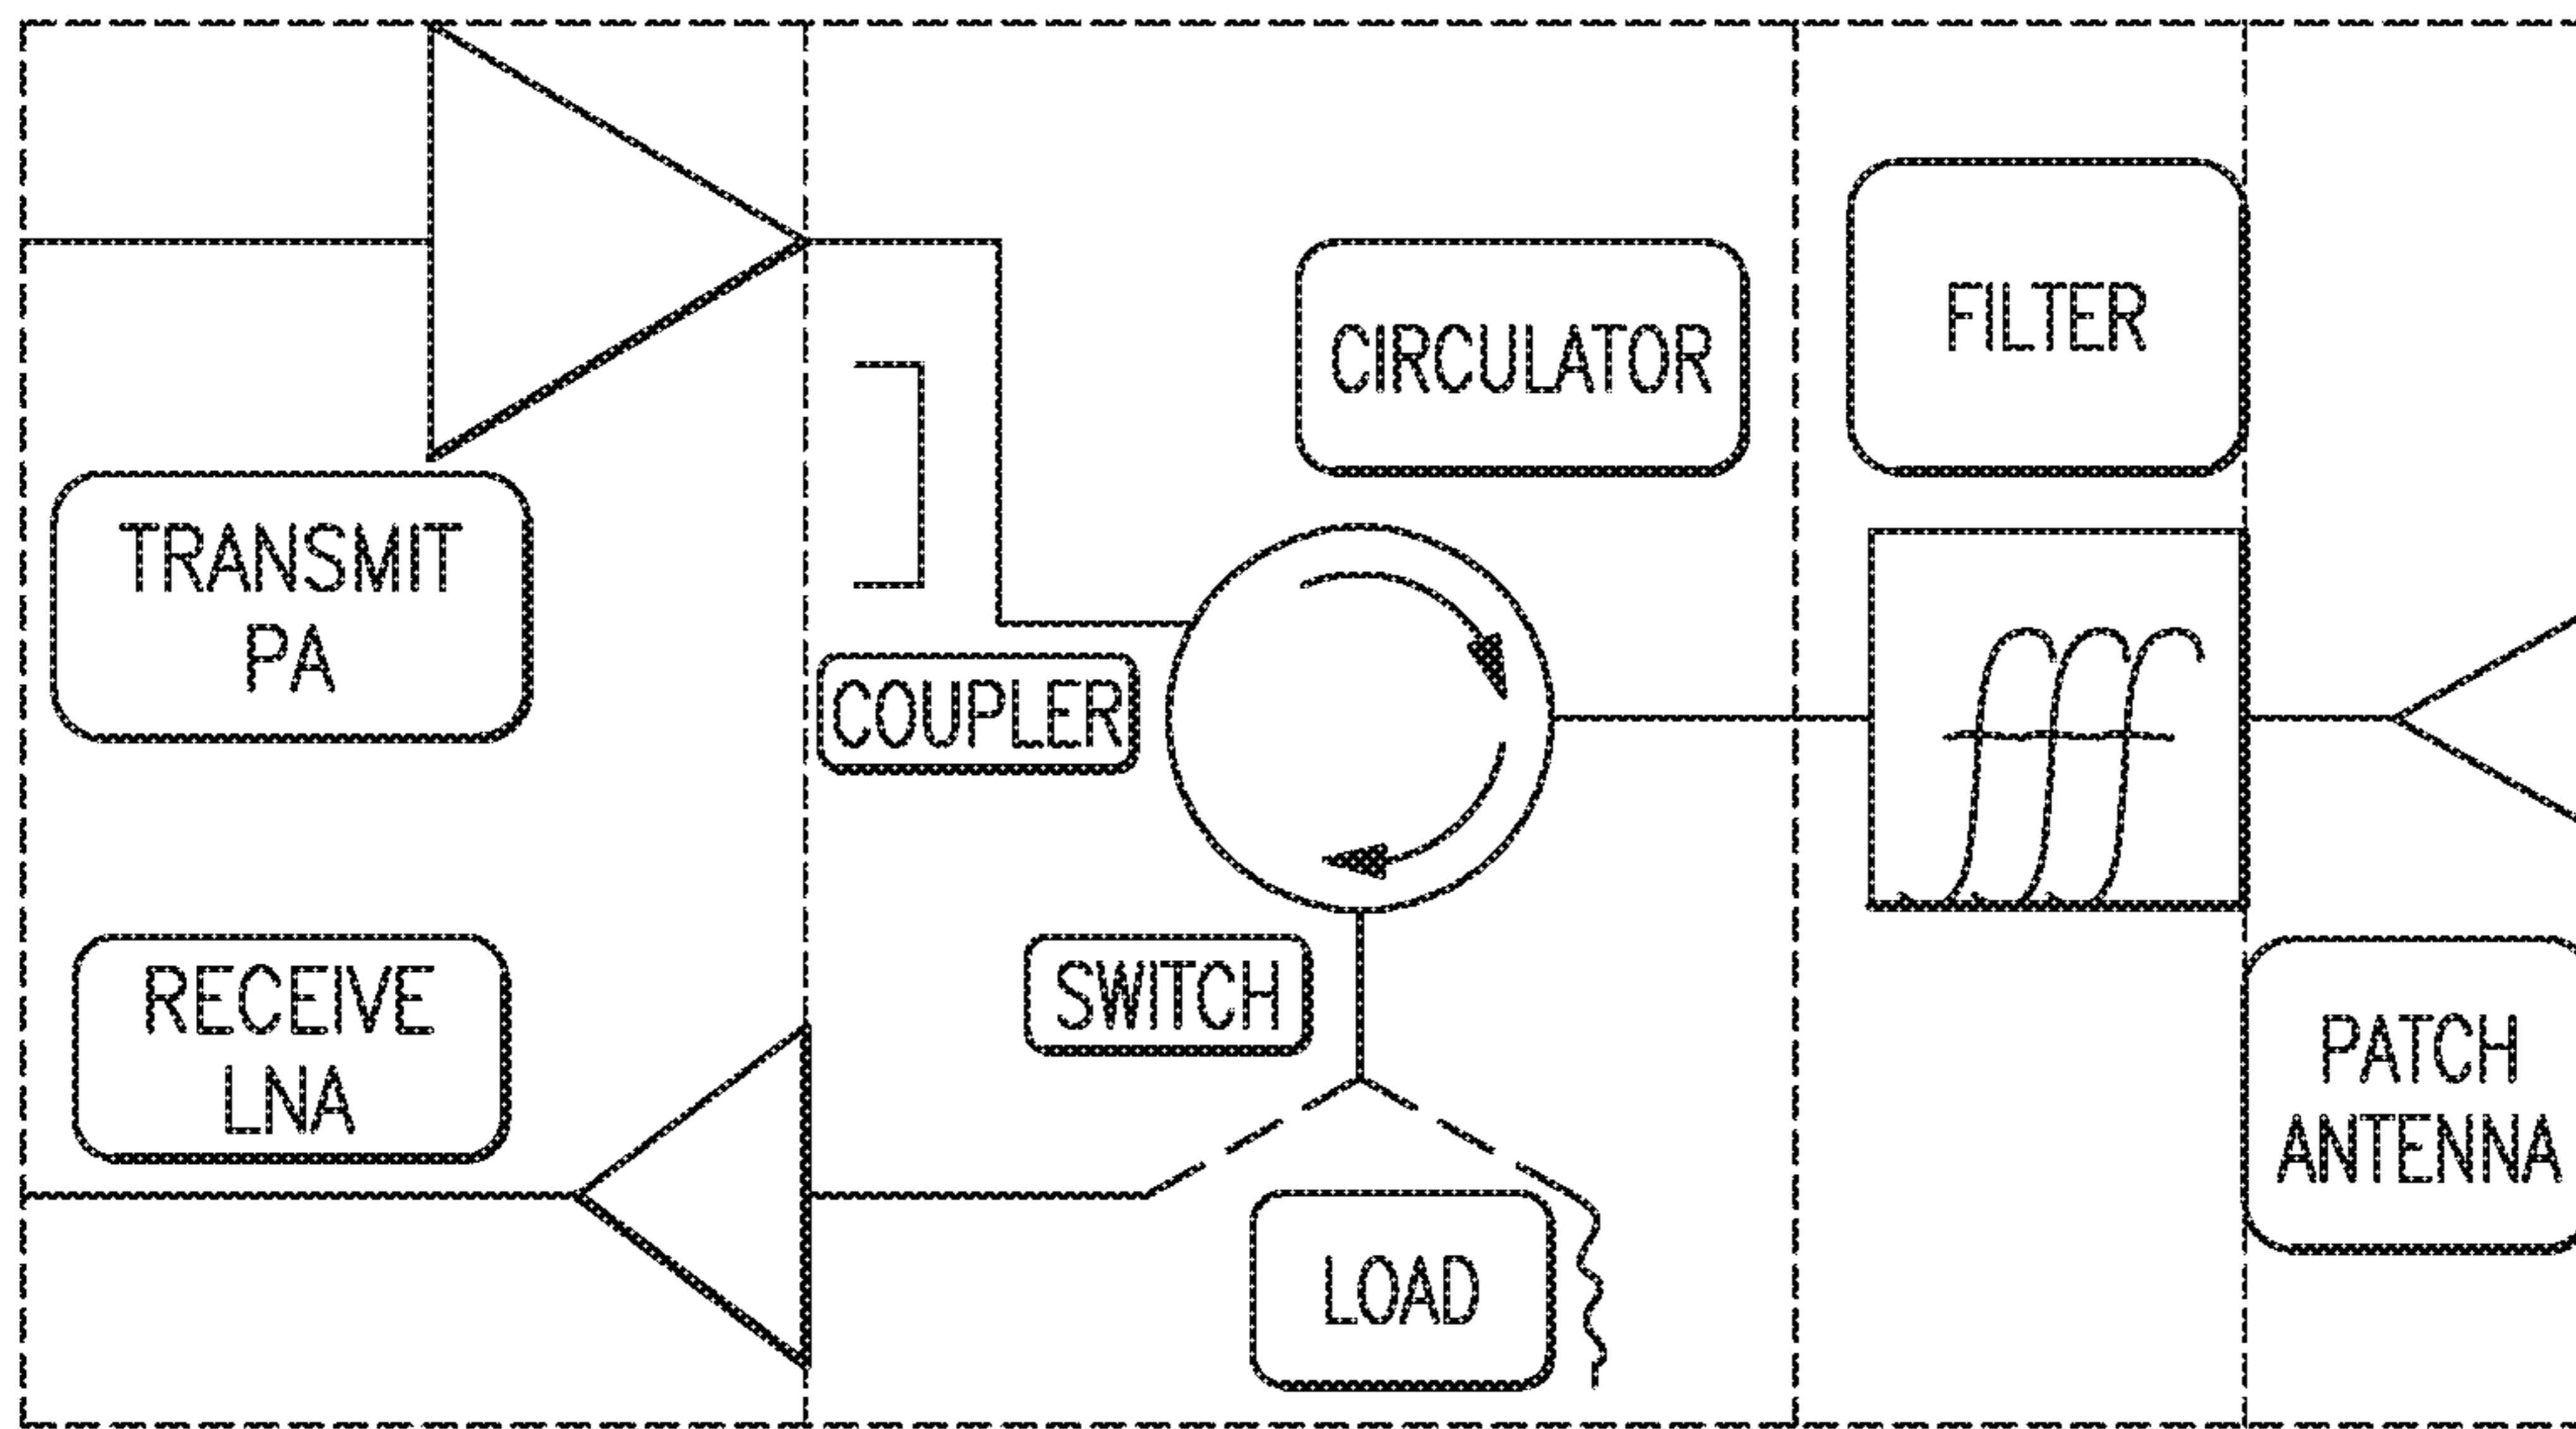 TRANSMIT
PA
COUPLER
CIRCULATOR
FILTER
RECEIVE
LNA
SWITCH
LOAD
PATCH
ANTENNA